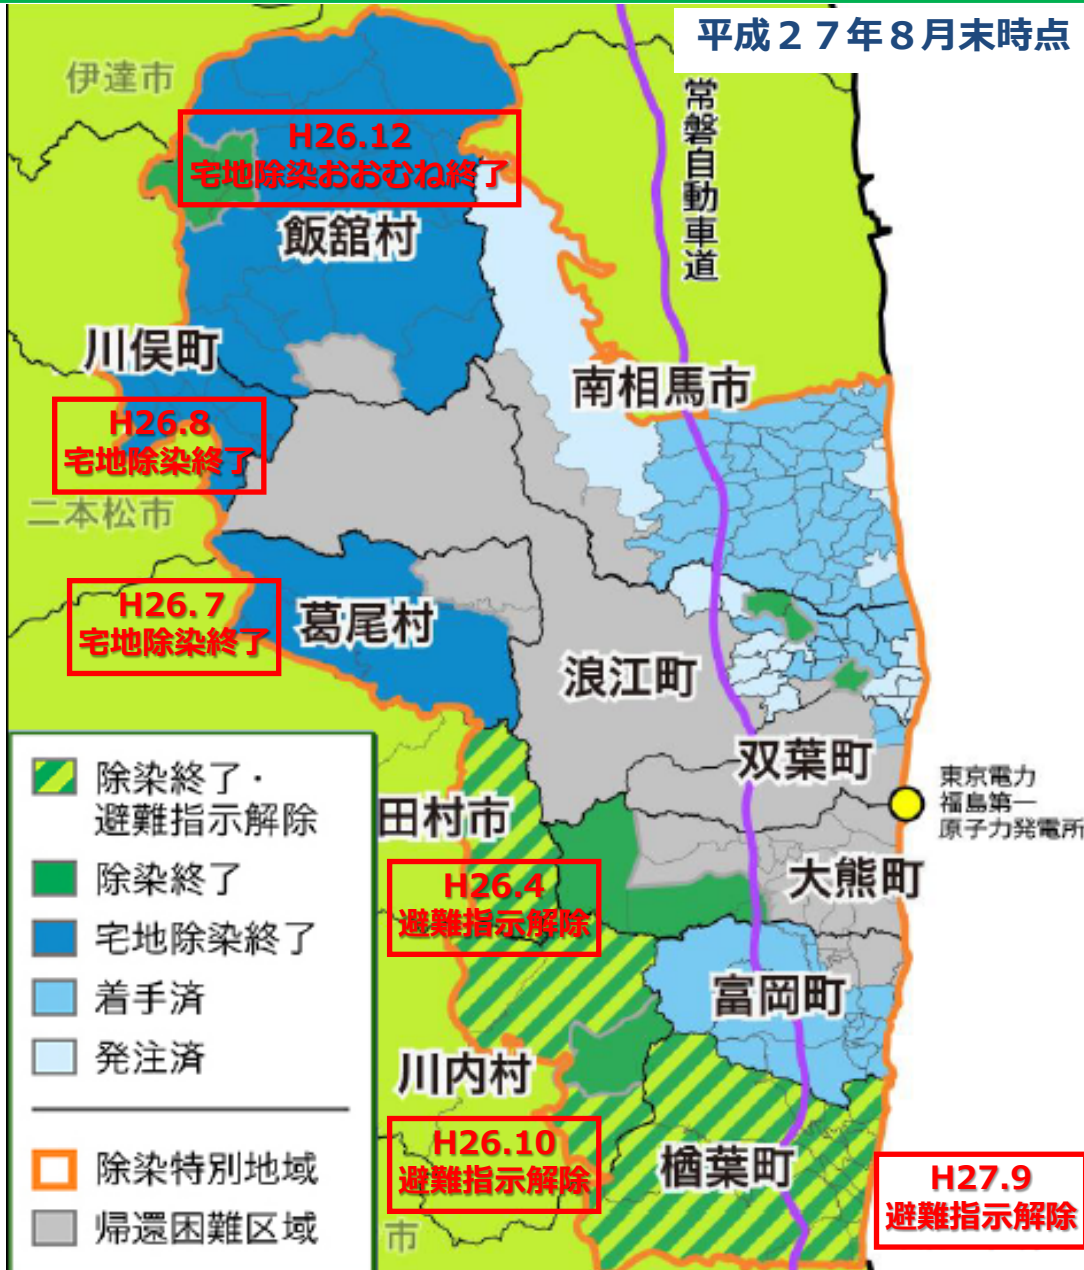 平成２７年８月末時点
伊達市
常磐自動車道
H26.12
宅地除染おおむね終了
飯舘村
川俣町
南相馬市
H26.8
宅地除染終了
二本松市
H26.7
宅地除染終了
葛尾村
浪江町
双葉町
東京電力
福島第一
原子力発電所
田村市
大熊町
H26.4
避難指示解除
富岡町
川内村
H26.10
避難指示解除
楢葉町
H27.9
避難指示解除
市
除染終了・
避難指示解除
除染終了
宅地除染終了
着手済
発注済
除染特別地域
帰還困難区域